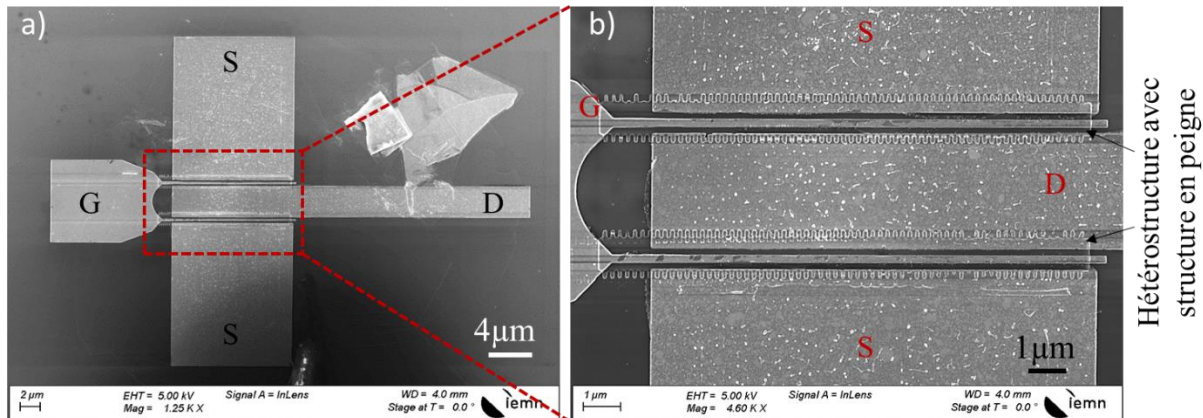 a)
S
G
D
S
4µm
2 µm
EHT = 5.00 kV
Mag = 1.25 K X
Signal A = InLens
WD = 4.0 mm
Stage at T = 0.0 °
iemn
b)
S
G
D
S
1µm
1 µm
EHT = 5.00 kV
Mag = 4.60 K X
Signal A = InLens
WD = 4.0 mm
Stage at T = 0.0 °
iemn
Hétérostructure avec
structure en peigne